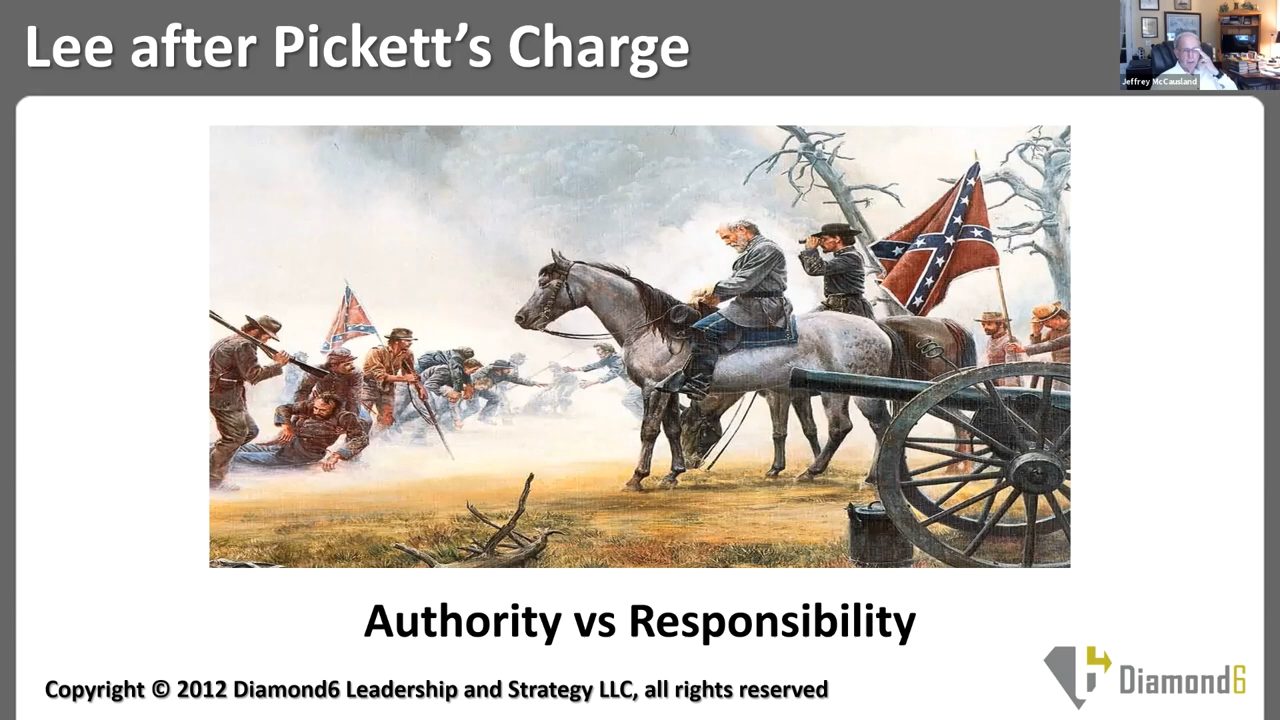 Lee after Pickett's Charge
Jeffrey McCausland
Authority vs Responsibility
Copyright © 2012 Diamond6 Leadership and Strategy LLC, all rights reserved
Diamond6